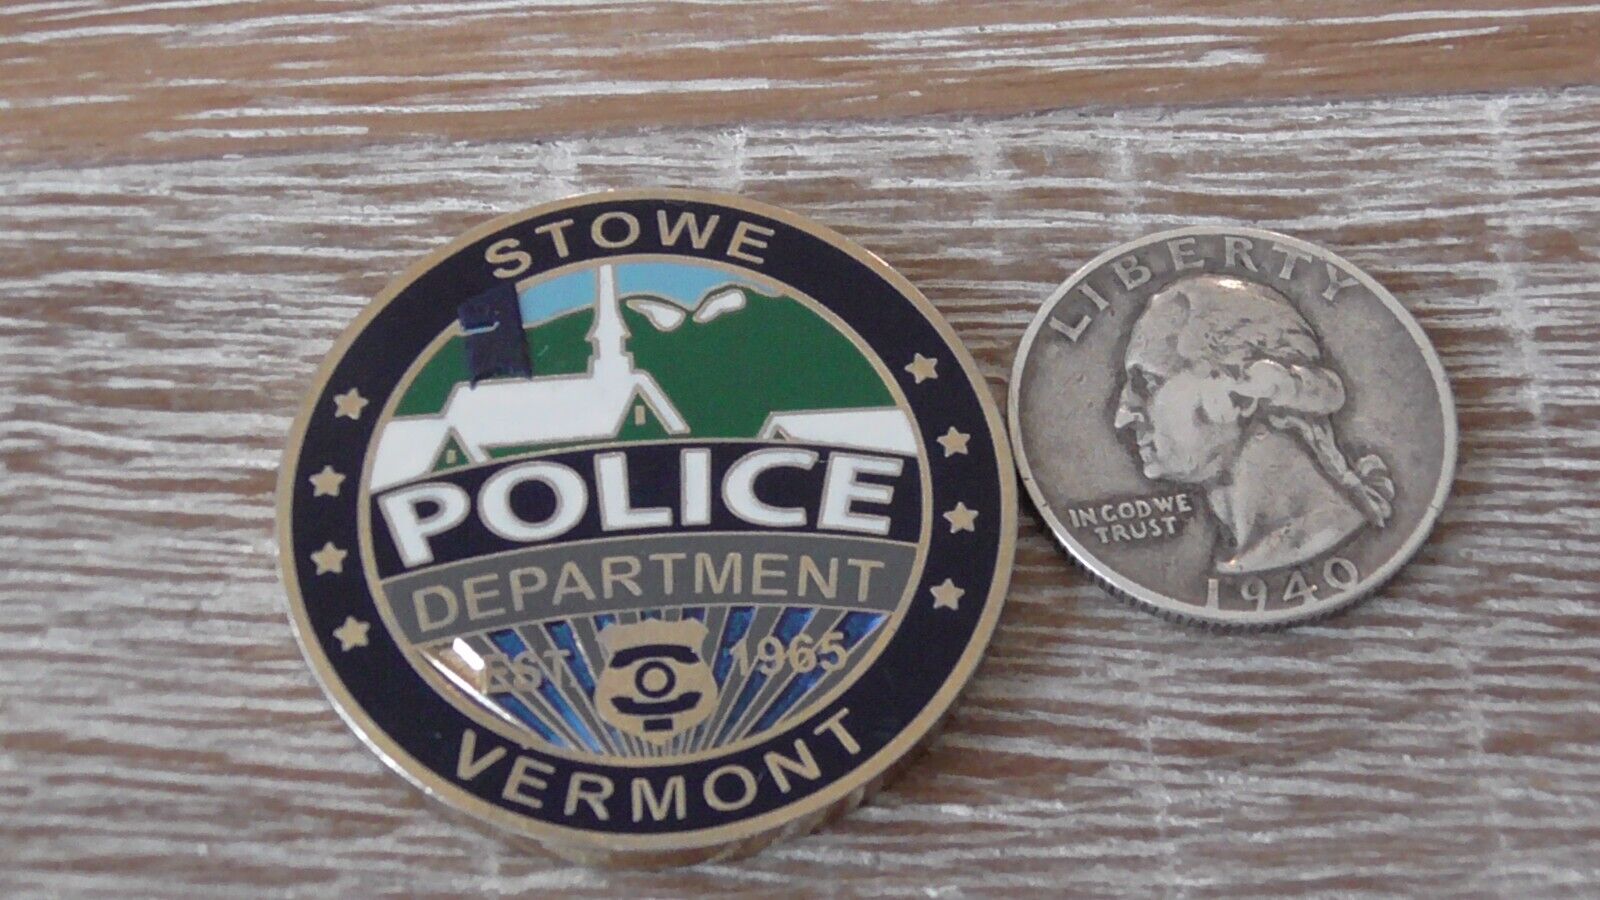 STOWE
POLICE
DEPARTMENT
EST. 1965
VERMONT
LIBERTY
IN GOD WE
TRUST
1940